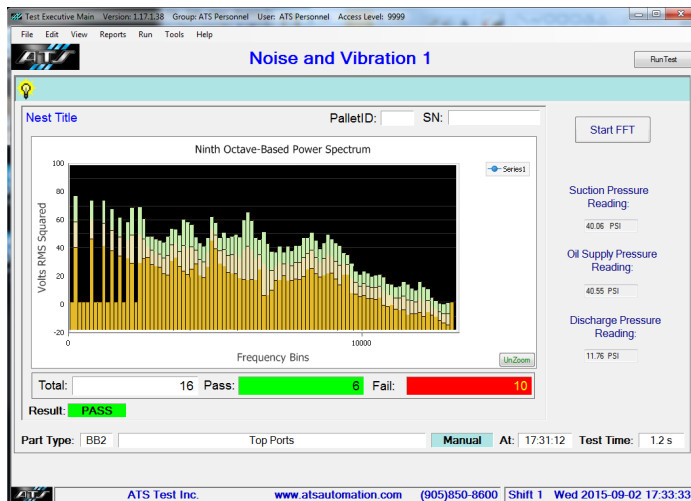 Test Executive Main Version: 1.17.1.38 Group: ATS Personnel User: ATS Personnel Access Level: 9999
File Edit View Reports Run Tools Help
ATS Noise and Vibration 1 Run Test
Nest Title PalletID: SN:
Start FFT
Ninth Octave-Based Power Spectrum
Series1
Volts RMS Squared
100
80
60
40
20
0
-20
0 10000
Frequency Bins
UnZoom
Suction Pressure
Reading:
40.06 PSI
Oil Supply Pressure
Reading:
40.55 PSI
Discharge Pressure
Reading:
11.76 PSI
Total: 16 Pass: 6 Fail: 10
Result: PASS
Part Type: BB2 Top Ports Manual At: 17:31:12 Test Time: 1.2 s
ATS ATS Test Inc. www.atsautomation.com (905)850-8600 Shift 1 Wed 2015-09-02 17:33:33